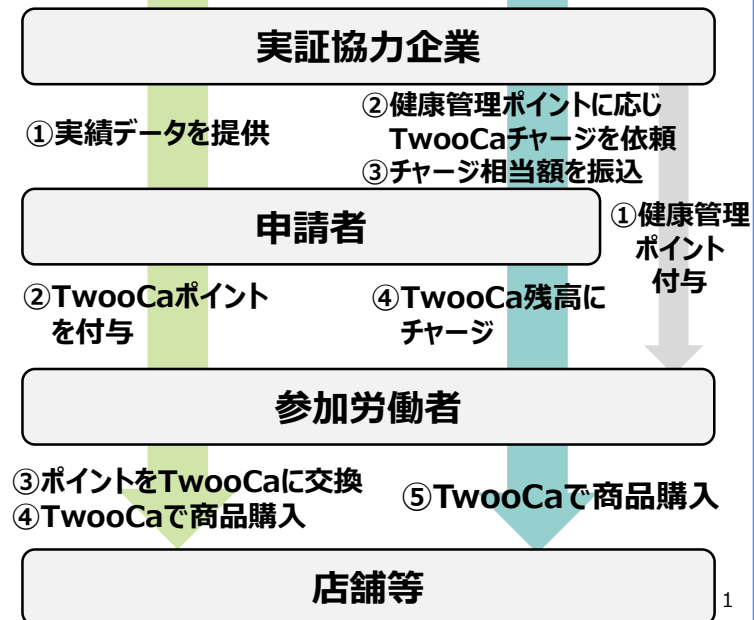 実証協力企業
①実績データを提供
②健康管理ポイントに応じ
TwooCaチャージを依頼
③チャージ相当額を振込
①健康管理
ポイント
付与
申請者
②TwooCaポイント
を付与
④TwooCa残高に
チャージ
参加労働者
③ポイントをTwooCaに交換
④TwooCaで商品購入
⑤TwooCaで商品購入
店舗等
1